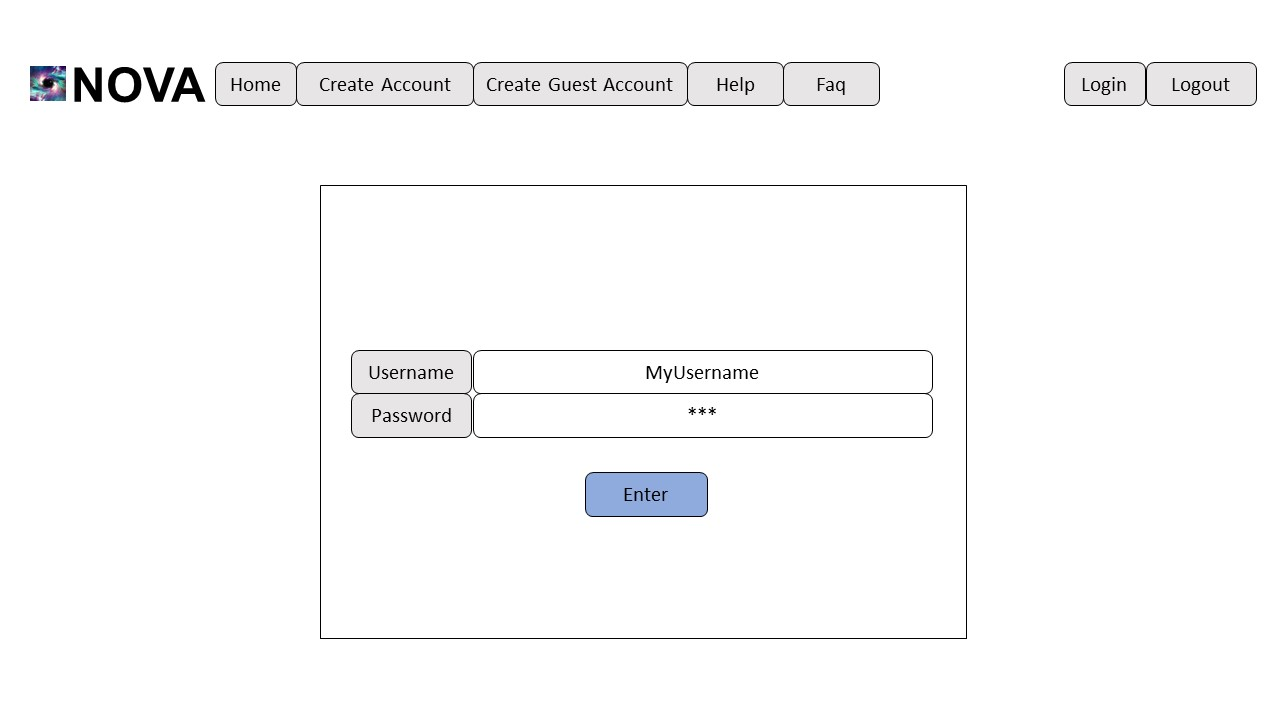 NOVA Home Create Account Create Guest Account Help Faq Login Logout
Username MyUsername
Password ***
Enter